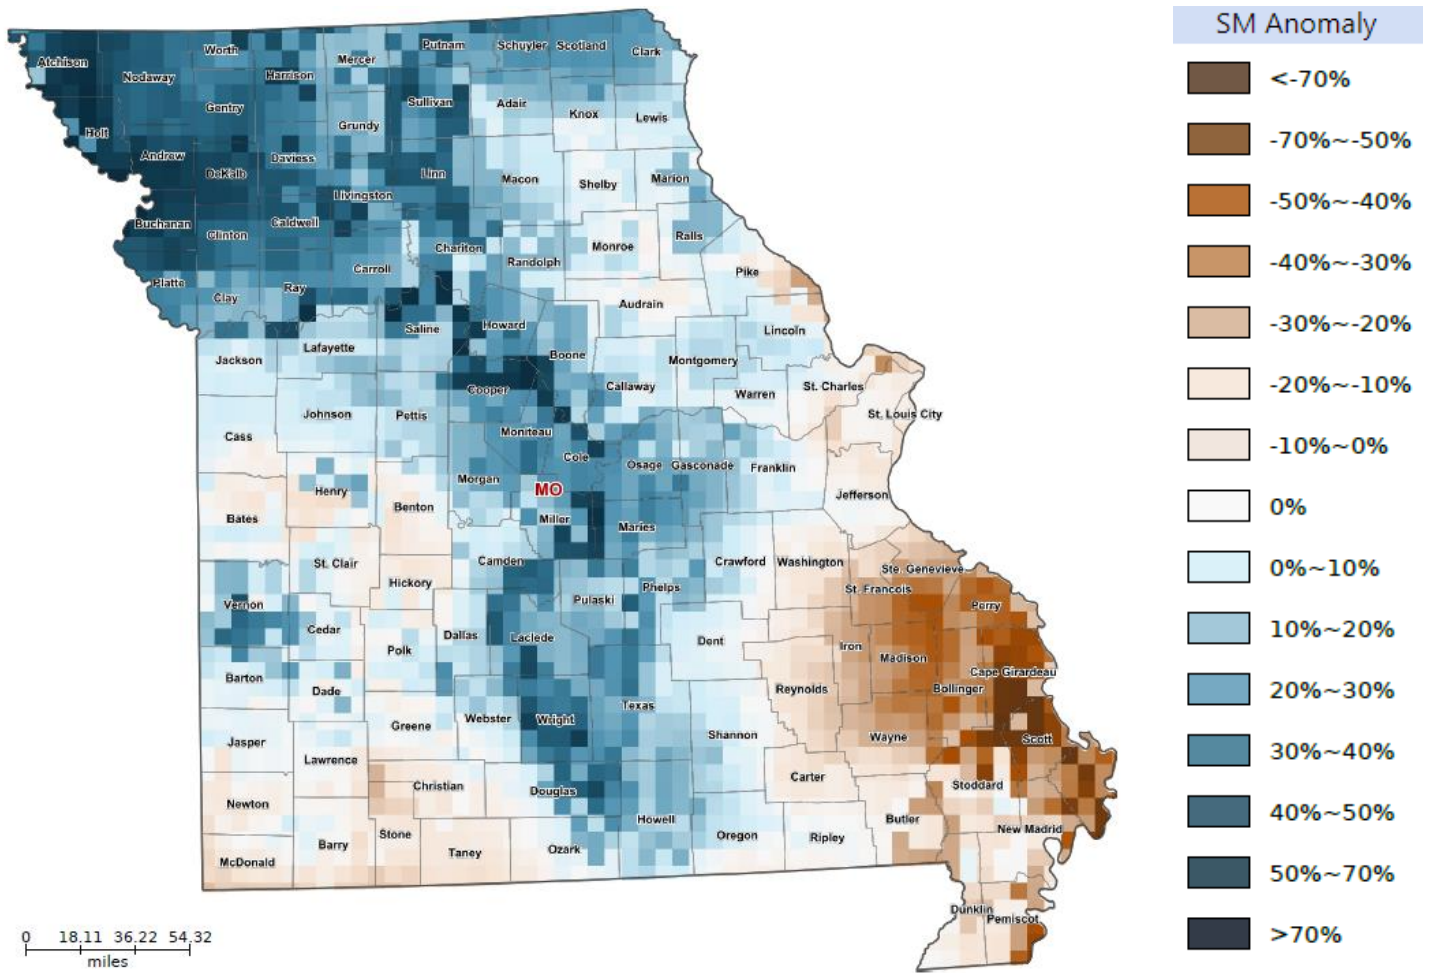 SM Anomaly
<-70%
-70%~-50%
-50%~-40%
-40%~-30%
-30%~-20%
-20%~-10%
-10%~0%
0%
0%~10%
10%~20%
20%~30%
30%~40%
40%~50%
50%~70%
>70%
Atchison
Nodaway
Worth
Harrison
Mercer
Putnam
Schuyler
Scotland
Clark
Gentry
Sullivan
Adair
Knox
Lewis
Holt
Grundy
Andrew
DeKalb
Daviess
Linn
Macon
Shelby
Marion
Livingston
Buchanan
Clinton
Caldwell
Chariton
Randolph
Monroe
Ralls
Carroll
Pike
Platte
Clay
Ray
Audrain
Saline
Howard
Lincoln
Jackson
Lafayette
Boone
Montgomery
Cooper
Callaway
Warren
St. Charles
Johnson
Pettis
St. Louis City
Cass
Moniteau
Cole
Osage
Gasconade
Franklin
Henry
Morgan
MO
Jefferson
Bates
Benton
Miller
Maries
St. Clair
Camden
Crawford
Washington
Ste. Genevieve
Hickory
Phelps
St. Francois
Vernon
Pulaski
Perry
Cedar
Dallas
Laclede
Dent
Polk
Iron
Madison
Barton
Cape Girardeau
Dade
Reynolds
Bollinger
Greene
Webster
Wright
Texas
Shannon
Jasper
Wayne
Scott
Lawrence
Carter
Christian
Douglas
Stoddard
Newton
Howell
Butler
New Madrid
Stone
Oregon
Ripley
Barry
Taney
Ozark
McDonald
Dunklin
Pemiscot
0 18.11 36.22 54.32
miles